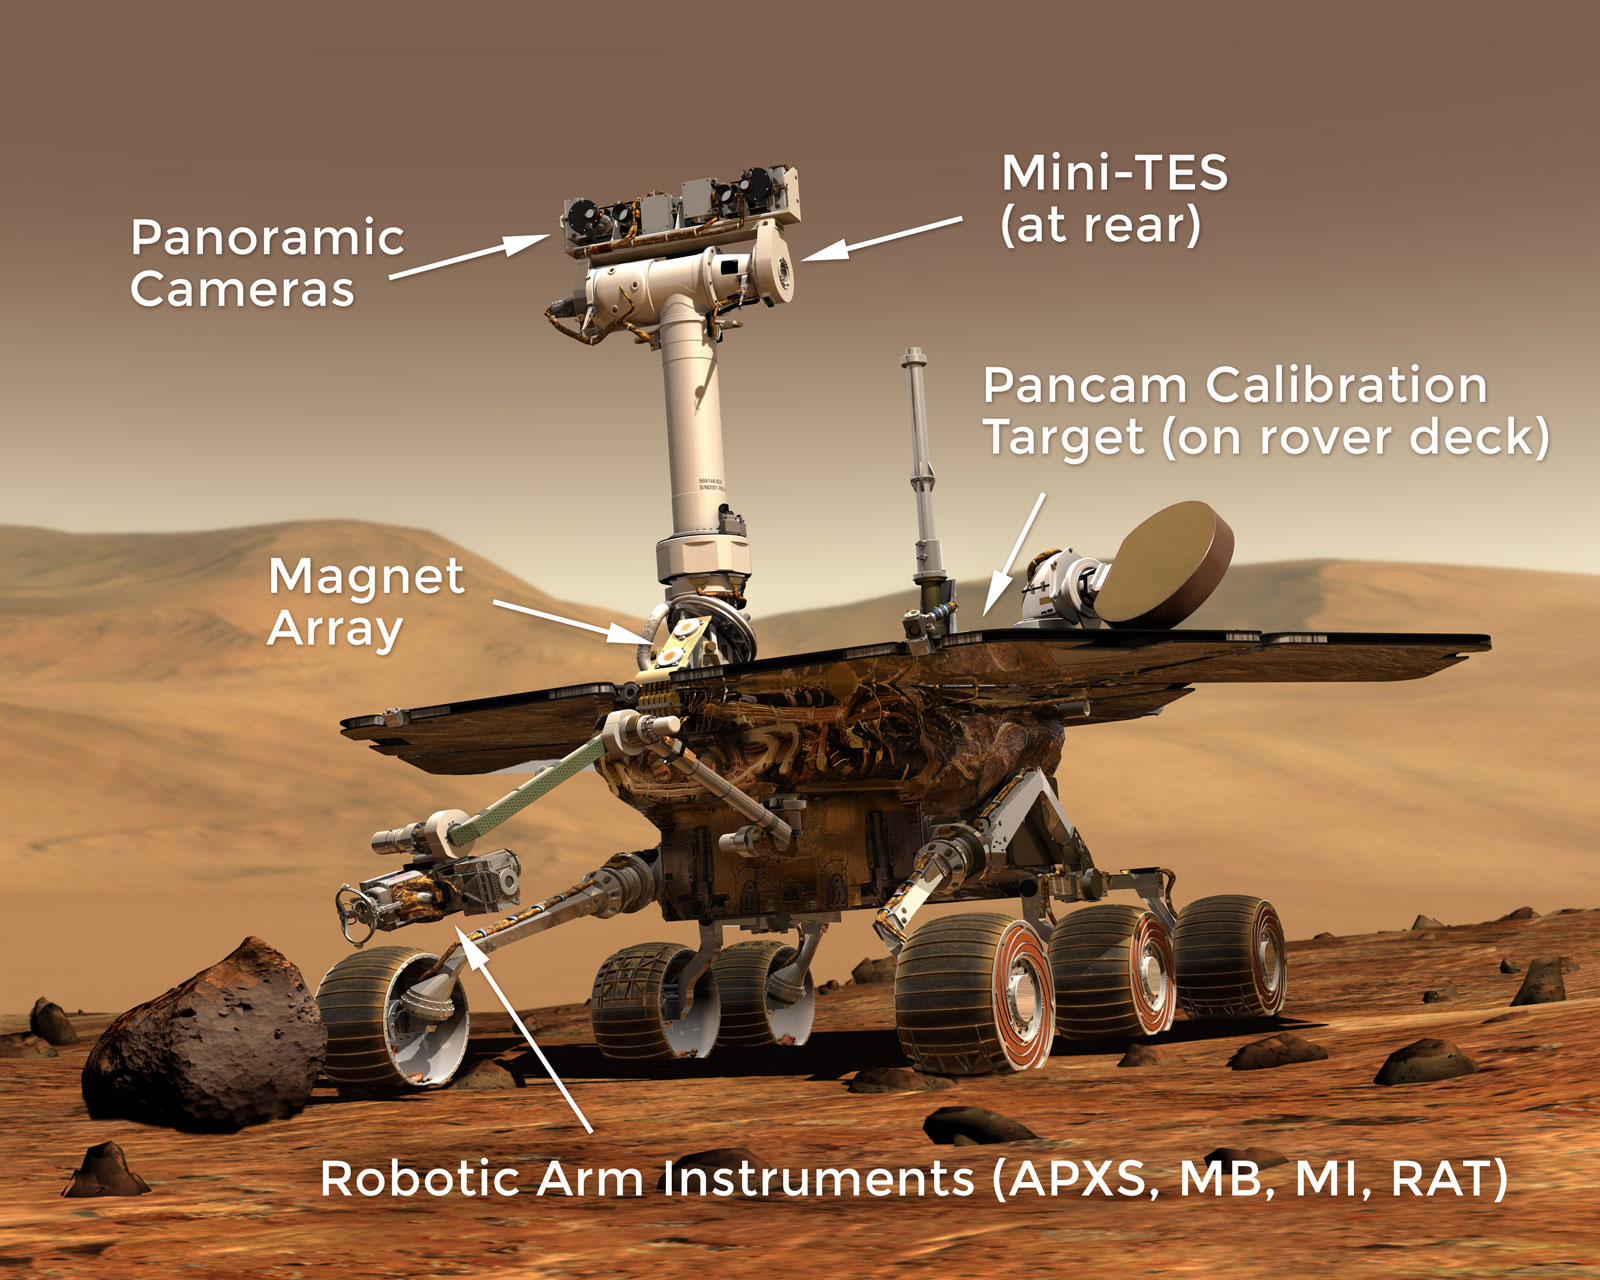 Mini-TES
(at rear)
Panoramic
Cameras
Pancam Calibration
Target (on rover deck)
Magnet
Array
Robotic Arm Instruments (APXS, MB, MI, RAT)